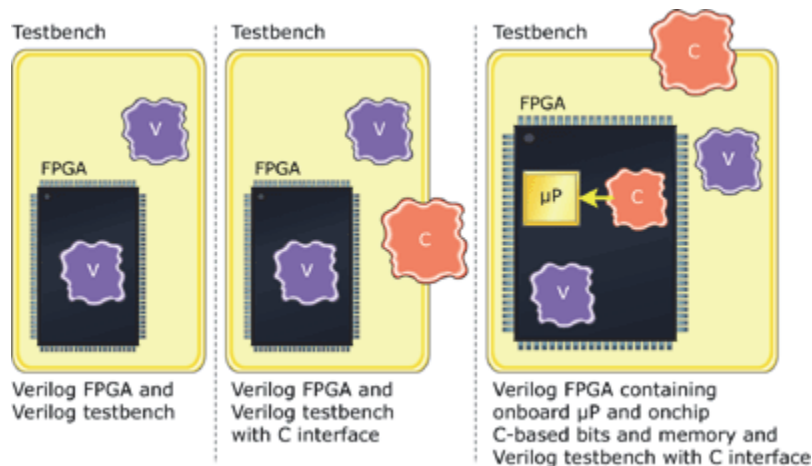 Testbench
V
FPGA
V
Verilog FPGA and
Verilog testbench
Testbench
V
FPGA
V
C
Verilog FPGA and
Verilog testbench
with C interface
Testbench
C
FPGA
V
µP
C
V
Verilog FPGA containing
onboard µP and onchip
C-based bits and memory and
Verilog testbench with C interface